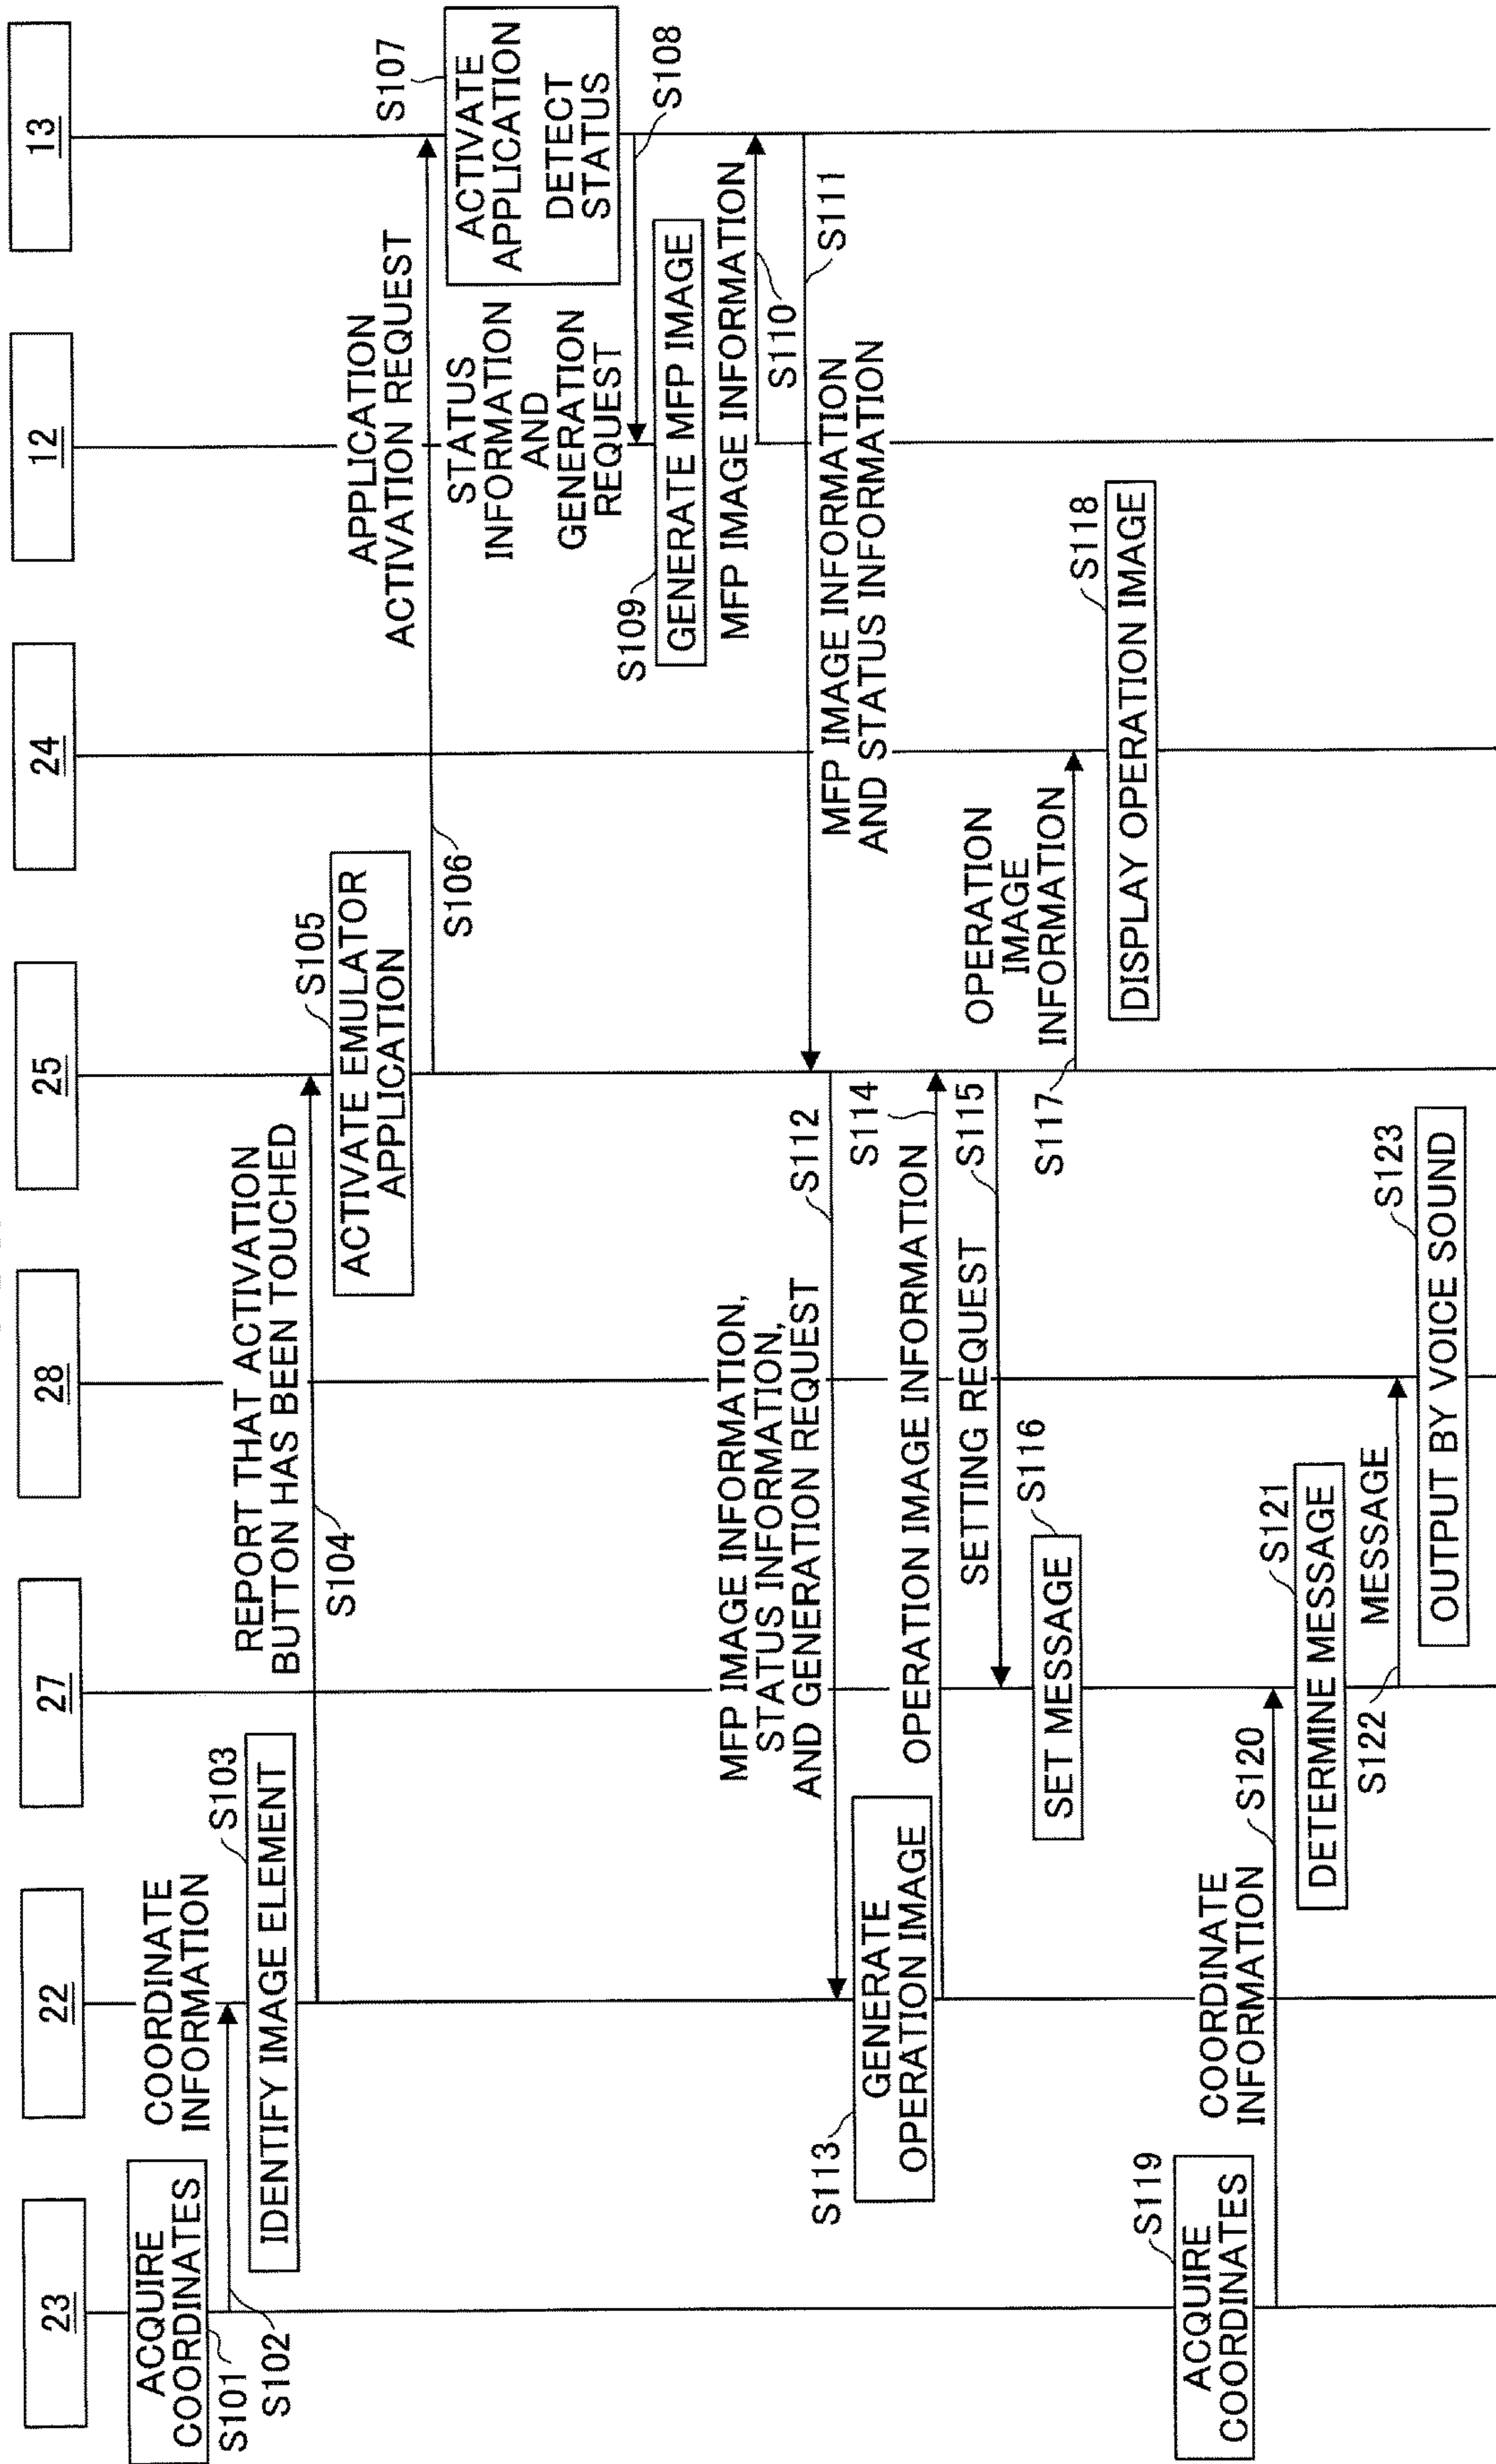 23
22
27
28
25
24
12
13
ACQUIRE
COORDINATES
S101
COORDINATE
INFORMATION
S102
S103
IDENTIFY IMAGE ELEMENT
REPORT THAT ACTIVATION
BUTTON HAS BEEN TOUCHED
S104
S105
ACTIVATE EMULATOR
APPLICATION
APPLICATION
ACTIVATION REQUEST
S106
S107
ACTIVATE
APPLICATION
DETECT
STATUS
STATUS
INFORMATION
AND
GENERATION
REQUEST
S108
S109
GENERATE MFP IMAGE
MFP IMAGE INFORMATION
S110
S111
MFP IMAGE INFORMATION
AND STATUS INFORMATION
MFP IMAGE INFORMATION,
STATUS INFORMATION,
AND GENERATION REQUEST
S112
S113
GENERATE
OPERATION IMAGE
OPERATION IMAGE INFORMATION
S114
SETTING REQUEST
S115
SET MESSAGE
S116
OPERATION
IMAGE
INFORMATION
S117
S118
DISPLAY OPERATION IMAGE
S119
ACQUIRE
COORDINATES
COORDINATE
INFORMATION
S120
S121
DETERMINE MESSAGE
MESSAGE
S122
S123
OUTPUT BY VOICE SOUND